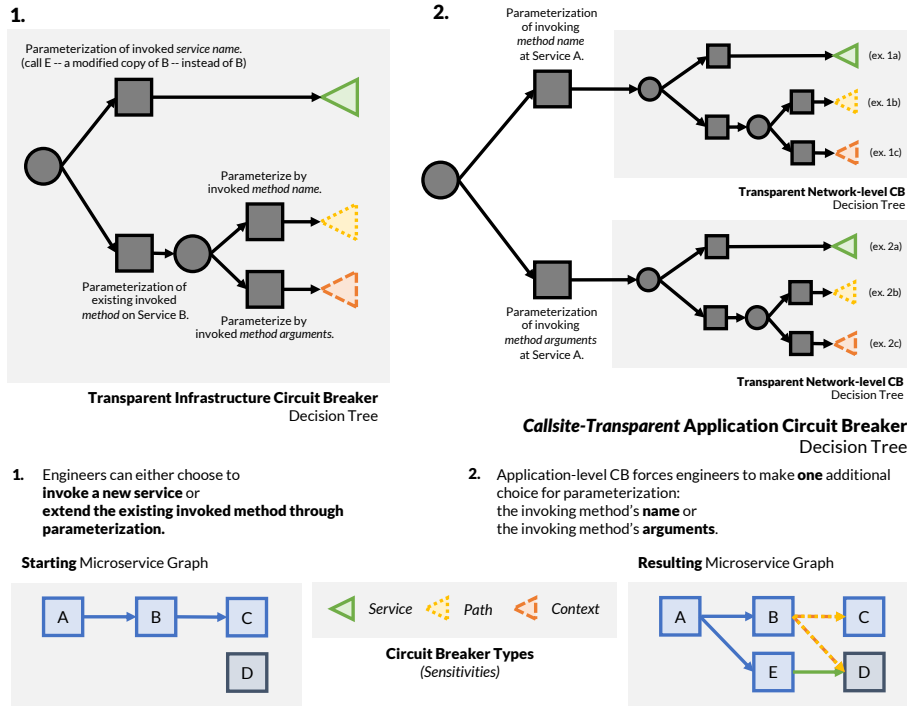 1.
Parameterization of invoked service name.
(call E -- a modified copy of B -- instead of B)
Parameterize by
invoked method name.
Parameterization of
existing invoked
method on Service B.
Parameterize by
invoked method arguments.
Transparent Infrastructure Circuit Breaker
Decision Tree
2.
Parameterization
of invoking
method name
at Service A.
(ex. 1a)
(ex. 1b)
(ex. 1c)
Transparent Network-level CB
Decision Tree
Parameterization
of invoking
method arguments
at Service A.
(ex. 2a)
(ex. 2b)
(ex. 2c)
Transparent Network-level CB
Decision Tree
Callsite-Transparent Application Circuit Breaker
Decision Tree
1. Engineers can either choose to
invoke a new service or
extend the existing invoked method through
parameterization.
2. Application-level CB forces engineers to make one additional
choice for parameterization:
the invoking method's name or
the invoking method's arguments.
Starting Microservice Graph
A
B
C
D
Service
Path
Context
Circuit Breaker Types
(Sensitivities)
Resulting Microservice Graph
A
B
C
E
D